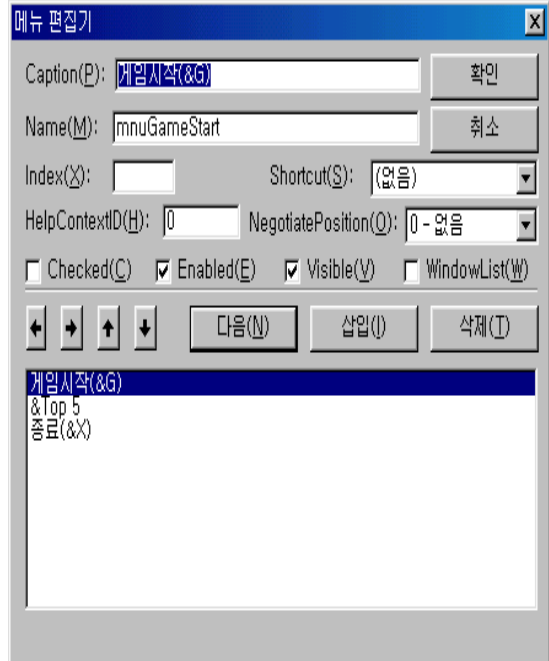 메뉴 편집기
Caption(P): 게임시작(&G) 확인
Name(M): mnuGameStart 취소
Index(X): Shortcut(S): (없음)
HelpContextID(H): 0 NegotiatePosition(O): 0 - 없음
Checked(C) Enabled(E) Visible(V) WindowList(W)
다음(N) 삽입(I) 삭제(T)
게임시작(&G)
&Top 5
종료(&X)